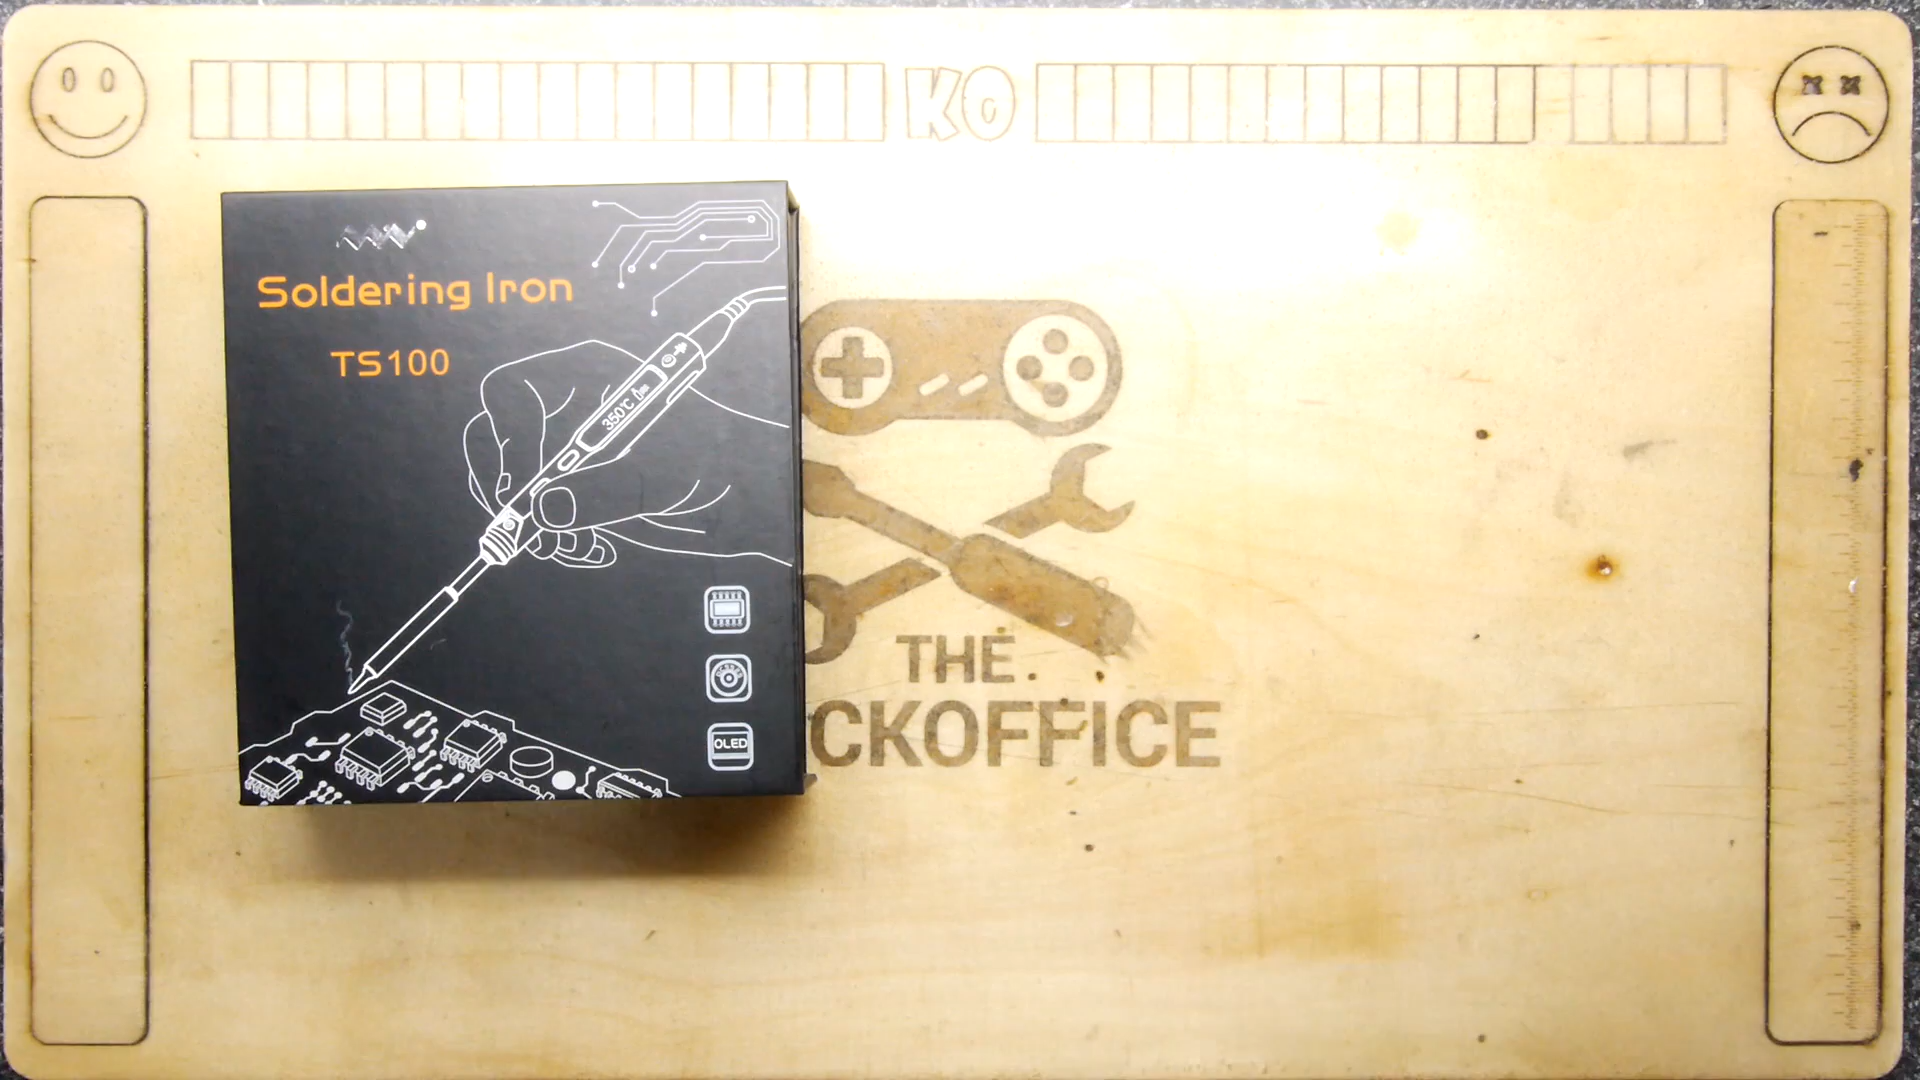 KO
Soldering Iron
TS100
350℃
OLED
THE
CKOFFICE